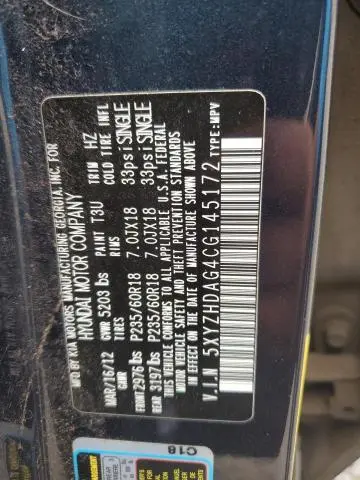 MFD BY KIA MOTORS MANUFACTURING GEORGIA, INC. FOR
HYUNDAI MOTOR COMPANY
MAR/16/12 GVWR 5203 lbs PAINT T3U TRIM HZ
GAWR TIRES RIMS COLD TIRE INFL
FRONT 2976 lbs P235/60R18 7.0JX18 33psi SINGLE
REAR 3197 lbs P235/60R18 7.0JX18 33psi SINGLE
THIS VEHICLE CONFORMS TO ALL APPLICABLE U.S.A. FEDERAL
MOTOR VEHICLE SAFETY, BUMPER, AND THEFT PREVENTION STANDARDS
IN EFFECT ON THE DATE OF MANUFACTURE SHOWN ABOVE.
V.I.N 5XYZHDAG4CG145172 TYPE:MPV
C18